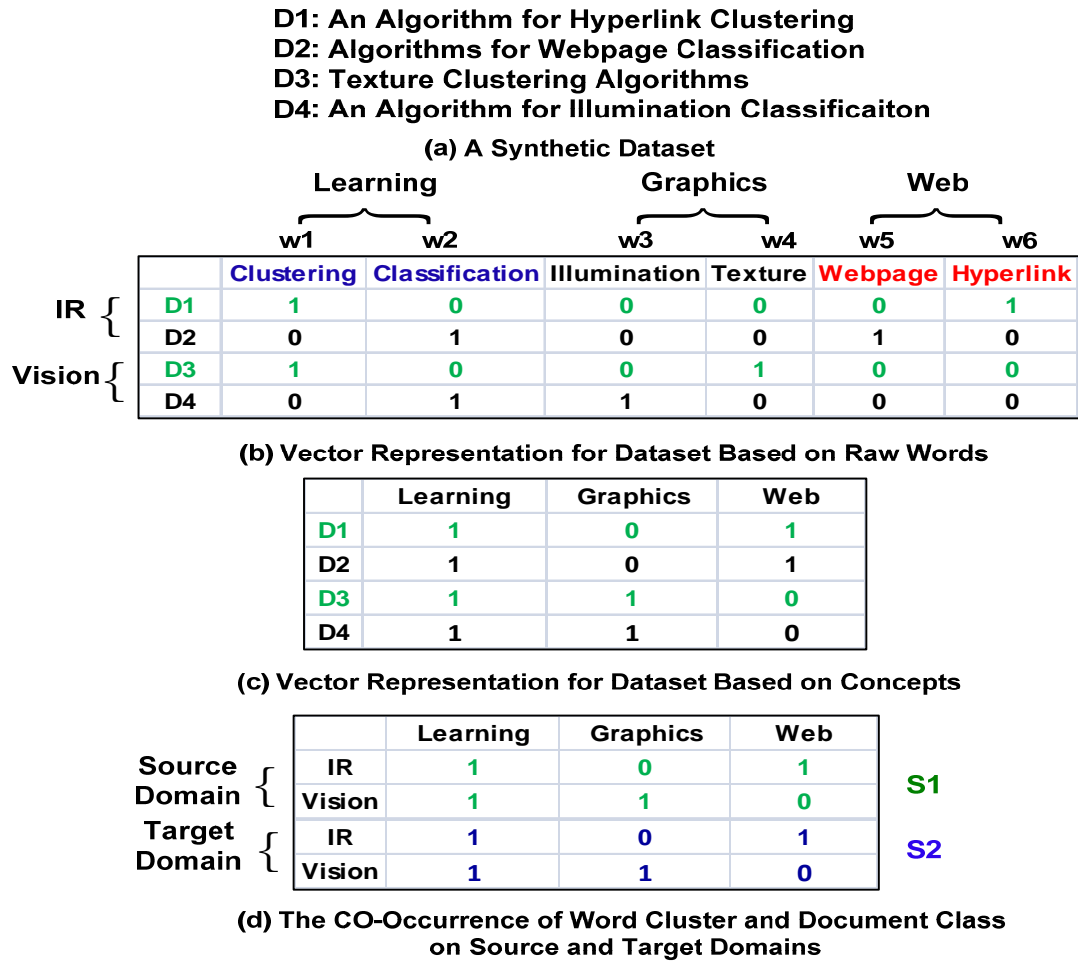 D1: An Algorithm for Hyperlink Clustering
D2: Algorithms for Webpage Classification
D3: Texture Clustering Algorithms
D4: An Algorithm for Illumination Classificaiton
(a) A Synthetic Dataset
Learning Graphics Web
w1 w2 w3 w4 w5 w6
Clustering Classification Illumination Texture Webpage Hyperlink
IR
D1 1 0 0 0 0 1
D2 0 1 0 0 1 0
Vision
D3 1 0 0 1 0 0
D4 0 1 1 0 0 0
(b) Vector Representation for Dataset Based on Raw Words
Learning Graphics Web
D1 1 0 1
D2 1 0 1
D3 1 1 0
D4 1 1 0
(c) Vector Representation for Dataset Based on Concepts
Learning Graphics Web
Source
Domain
IR 1 0 1
Vision 1 1 0
S1
Target
Domain
IR 1 0 1
Vision 1 1 0
S2
(d) The CO-Occurrence of Word Cluster and Document Class
on Source and Target Domains